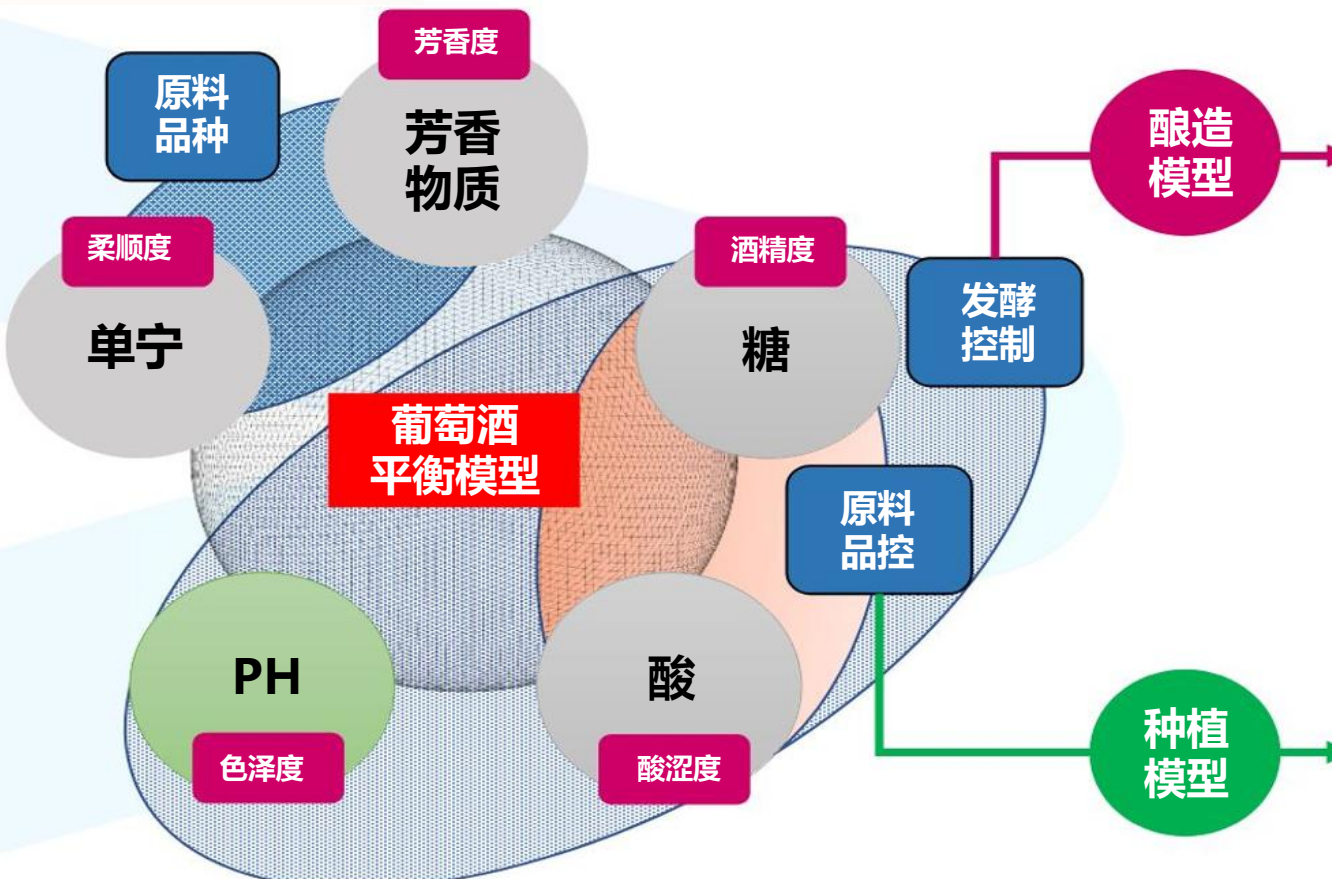 芳香度
原料
品种
芳香
物质
酿造
模型
柔顺度
单宁
酒精度
糖
发酵
控制
葡萄酒
平衡模型
原料
品控
PH
色泽度
酸
酸涩度
种植
模型